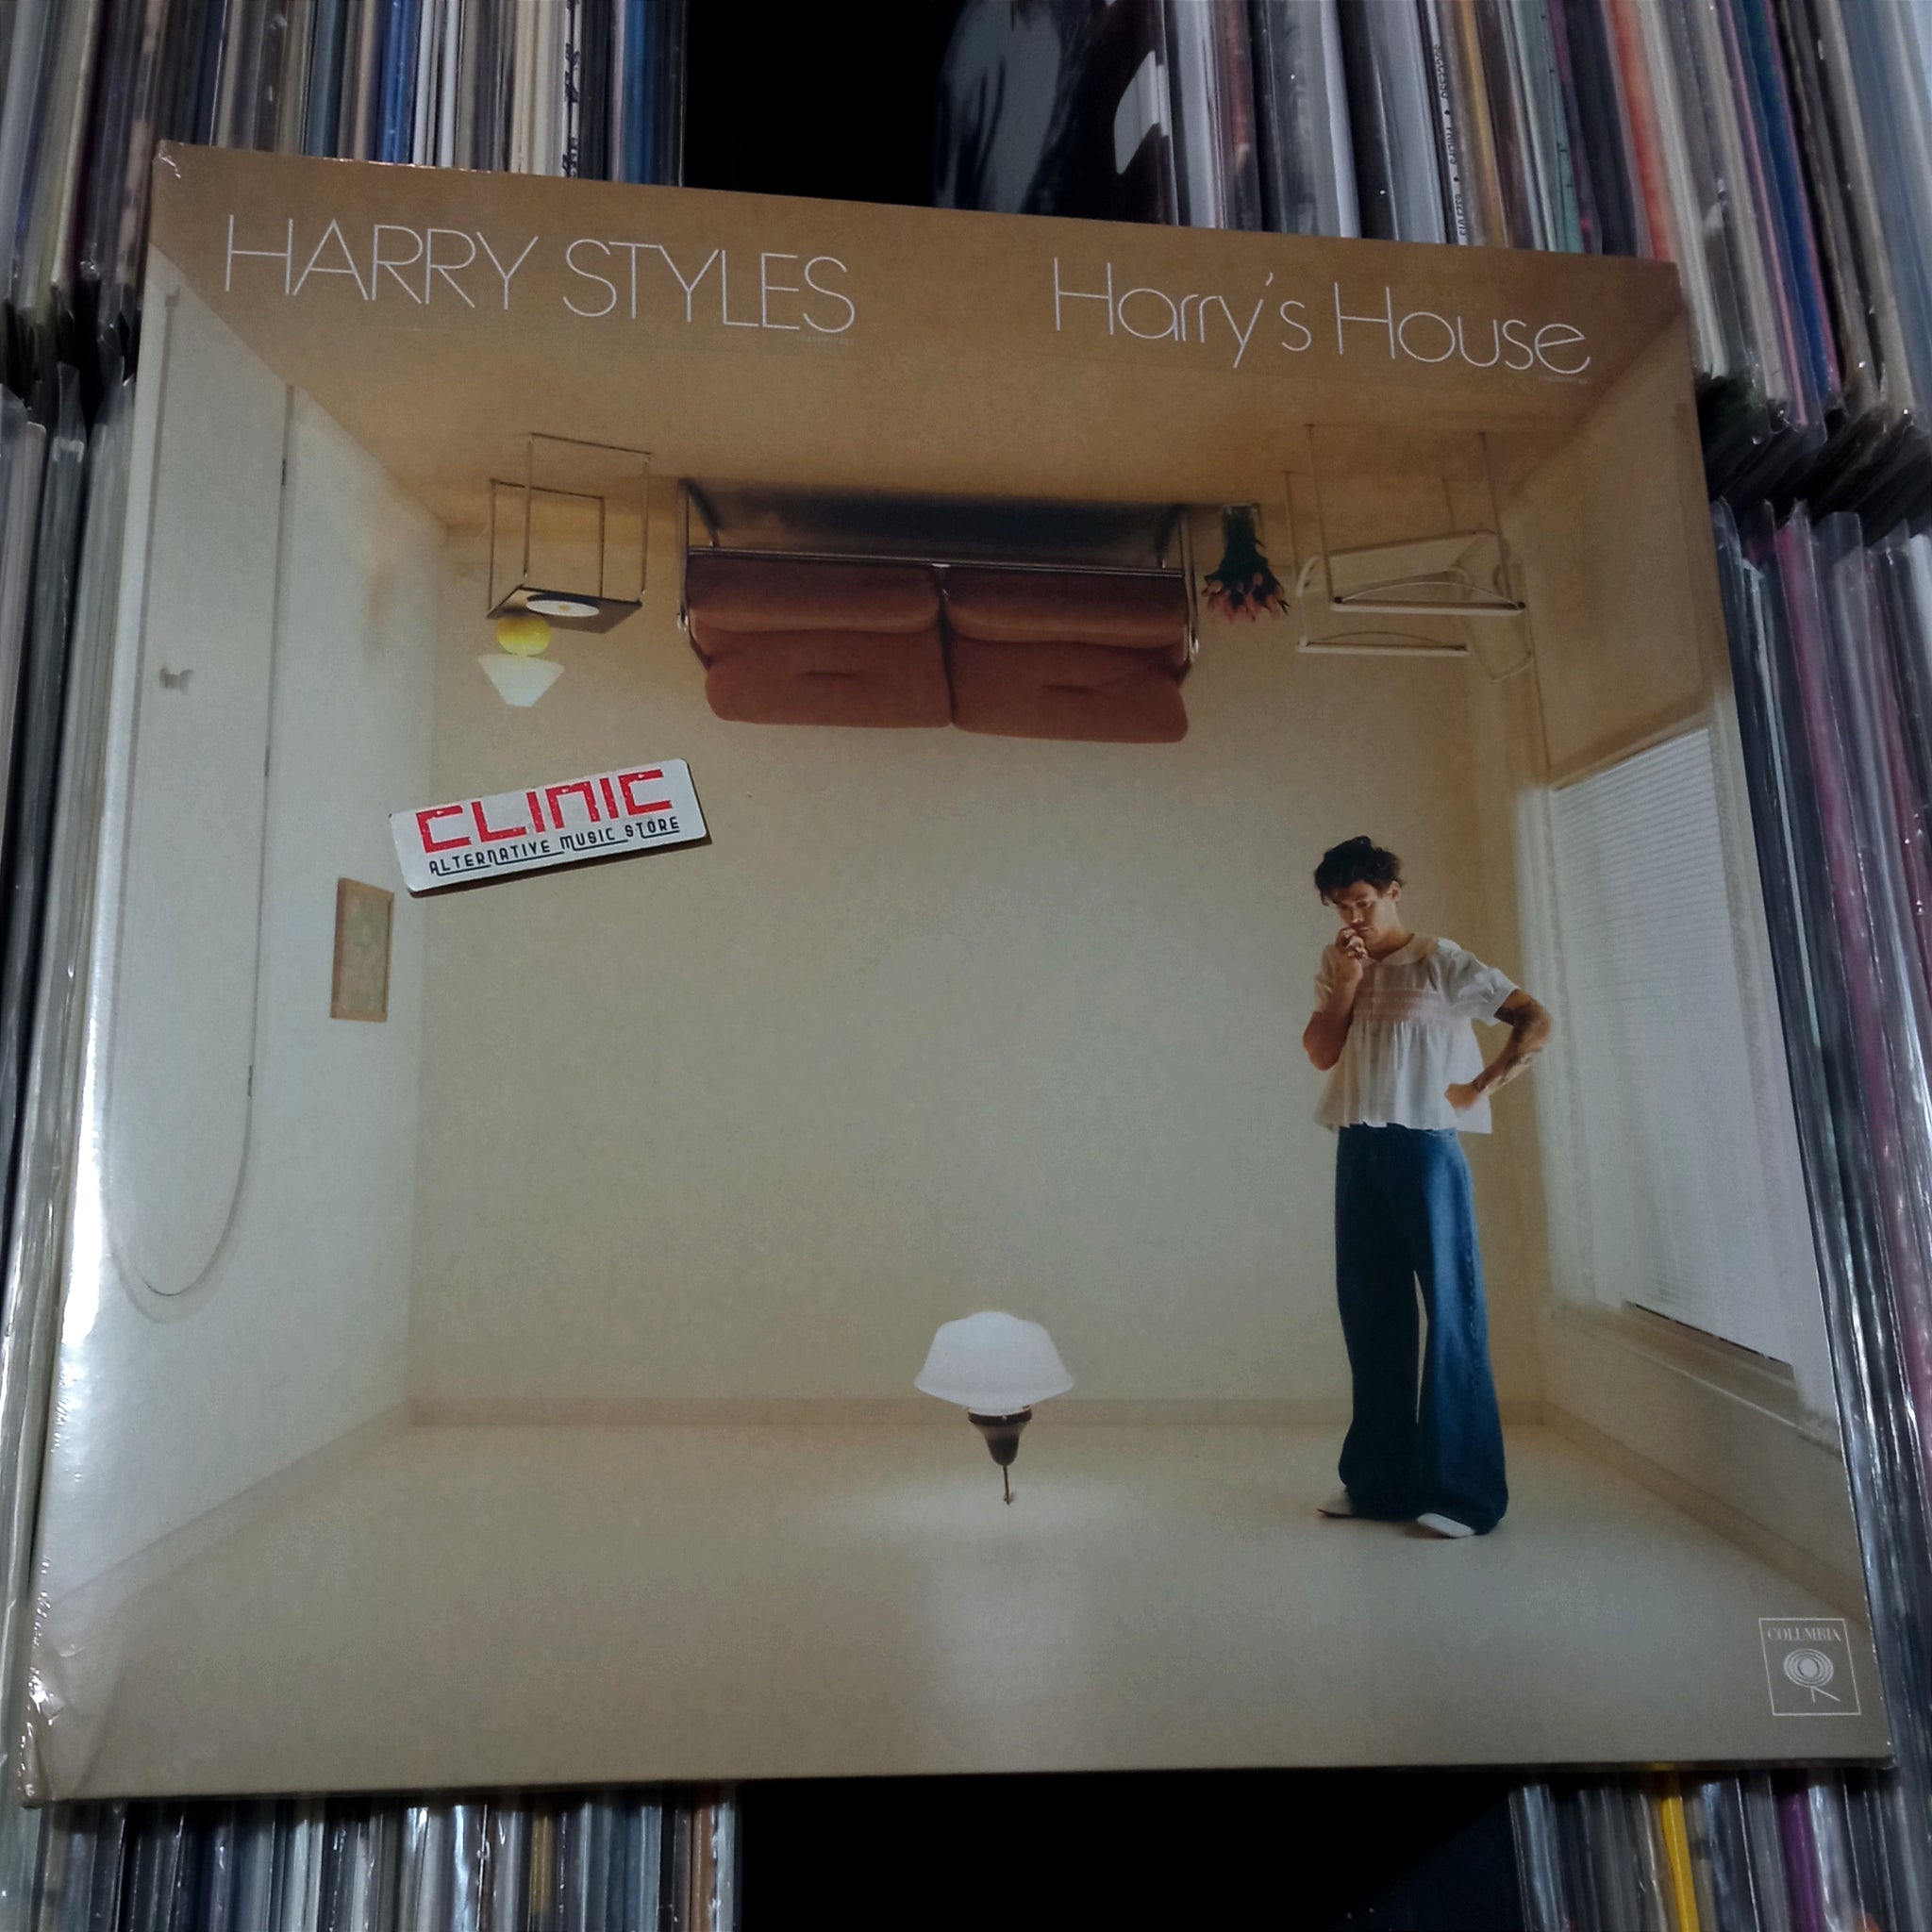 HARRY STYLES
Harry's House
CLINIC
ALTERNATIVE MUSIC STORE
COLUMBIA